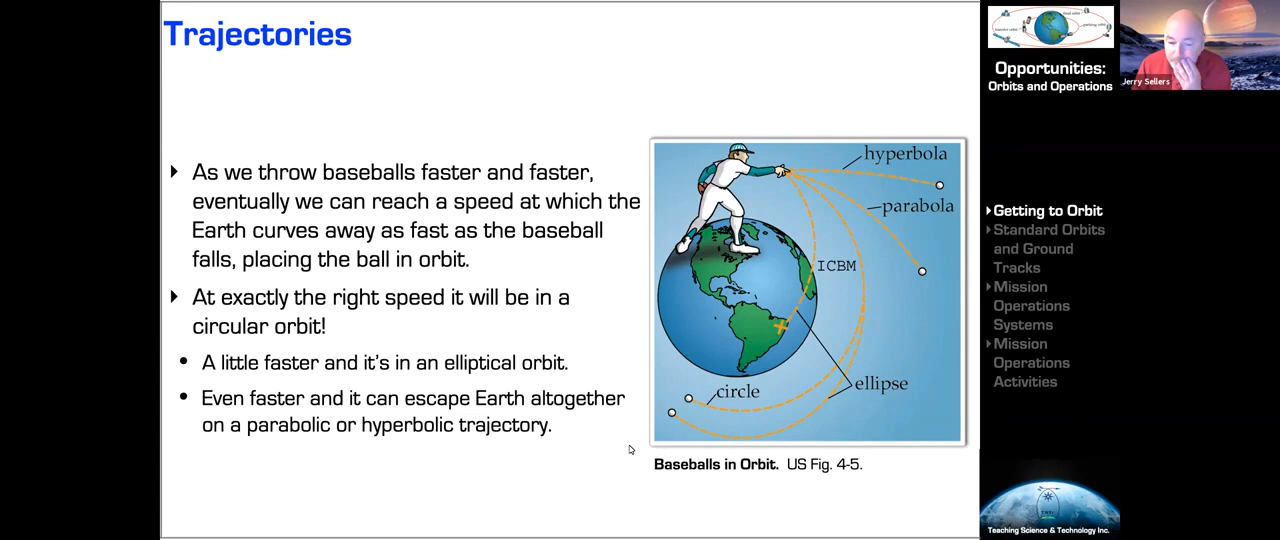 Trajectories
As we throw baseballs faster and faster,
eventually we can reach a speed at which the
Earth curves away as fast as the baseball
falls, placing the ball in orbit.
At exactly the right speed it will be in a
circular orbit!
A little faster and it's in an elliptical orbit.
Even faster and it can escape Earth altogether
on a parabolic or hyperbolic trajectory.
hyperbola
parabola
ICBM
ellipse
circle
Baseballs in Orbit. US Fig. 4-5.
Opportunities:
Orbits and Operations
Jerry Sellers
Getting to Orbit
Standard Orbits
and Ground
Tracks
Mission
Operations
Systems
Mission
Operations
Activities
Teaching Science & Technology Inc.